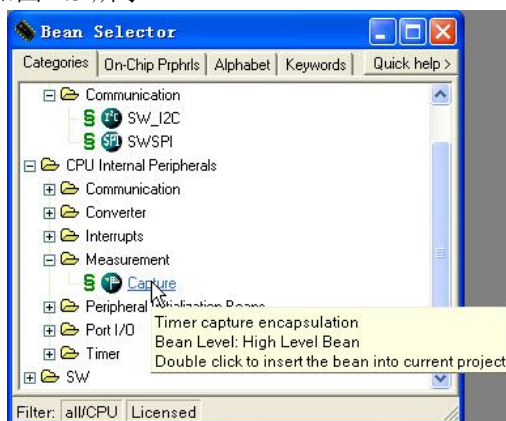 Bean Selector
Categories On-Chip Prphrls Alphabet Keywords Quick help >
Communication
SW_I2C
SWSPI
CPU Internal Peripherals
Communication
Converter
Interrupts
Measurement
Capture
Peripheral Initialization Beans
Port I/O
Timer capture encapsulation
Timer
Bean Level: High Level Bean
Double click to insert the bean into current project
SW
Filter: all/CPU Licensed